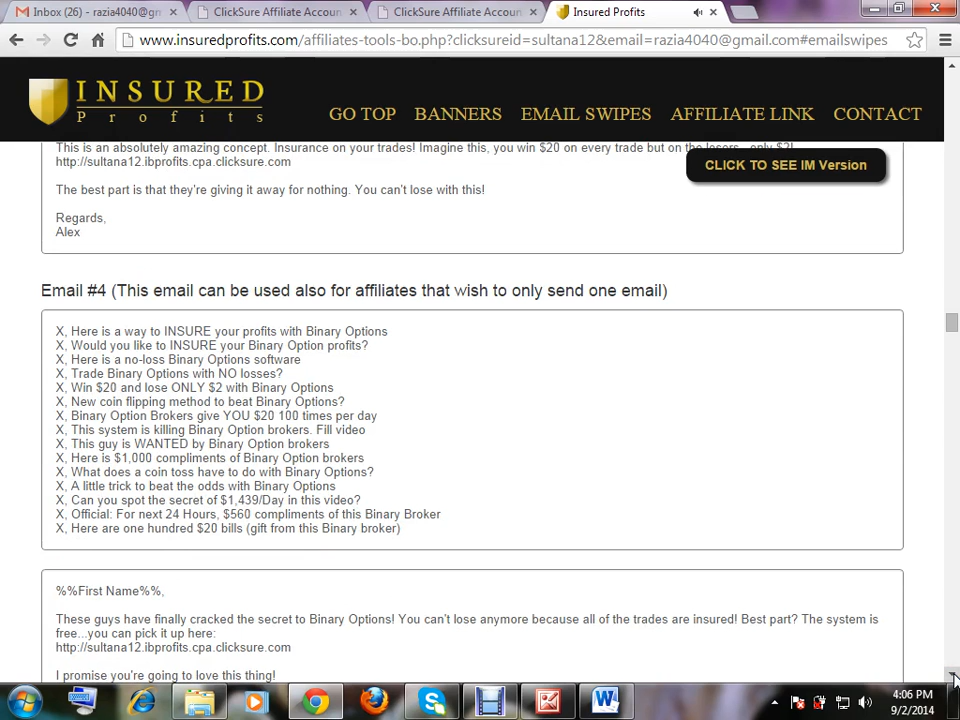 Inbox (26) - razia4040@gm
ClickSure Affiliate Accoun
ClickSure Affiliate Accoun
Insured Profits
www.insuredprofits.com/affiliates-tools-bo.php?clicksureid=sultana12&email=razia4040@gmail.com#emailswipes
INSURED
Profits
GO TOP BANNERS EMAIL SWIPES AFFILIATE LINK CONTACT
This is an absolutely amazing concept. Insurance on your trades! Imagine this, you win $20 on every trade but on the losers...only $2!
http://sultana12.ibprofits.cpa.clicksure.com
CLICK TO SEE IM Version
The best part is that they're giving it away for nothing. You can't lose with this!
Regards,
Alex
Email #4 (This email can be used also for affiliates that wish to only send one email)
X, Here is a way to INSURE your profits with Binary Options
X, Would you like to INSURE your Binary Option profits?
X, Here is a no-loss Binary Options software
X, Trade Binary Options with NO losses?
X, Win $20 and lose ONLY $2 with Binary Options
X, New coin flipping method to beat Binary Options?
X, Binary Option Brokers give YOU $20 100 times per day
X, This system is killing Binary Option brokers. Fill video
X, This guy is WANTED by Binary Option brokers
X, Here is $1,000 compliments of Binary Option brokers
X, What does a coin toss have to do with Binary Options?
X, A little trick to beat the odds with Binary Options
X, Can you spot the secret of $1,439/Day in this video?
X, Official: For next 24 Hours, $560 compliments of this Binary Broker
X, Here are one hundred $20 bills (gift from this Binary broker)
%%First Name%%,
These guys have finally cracked the secret to Binary Options! You can't lose anymore because all of the trades are insured! Best part? The system is
free...you can pick it up here:
http://sultana12.ibprofits.cpa.clicksure.com
I promise you're going to love this thing!
4:06 PM
9/2/2014